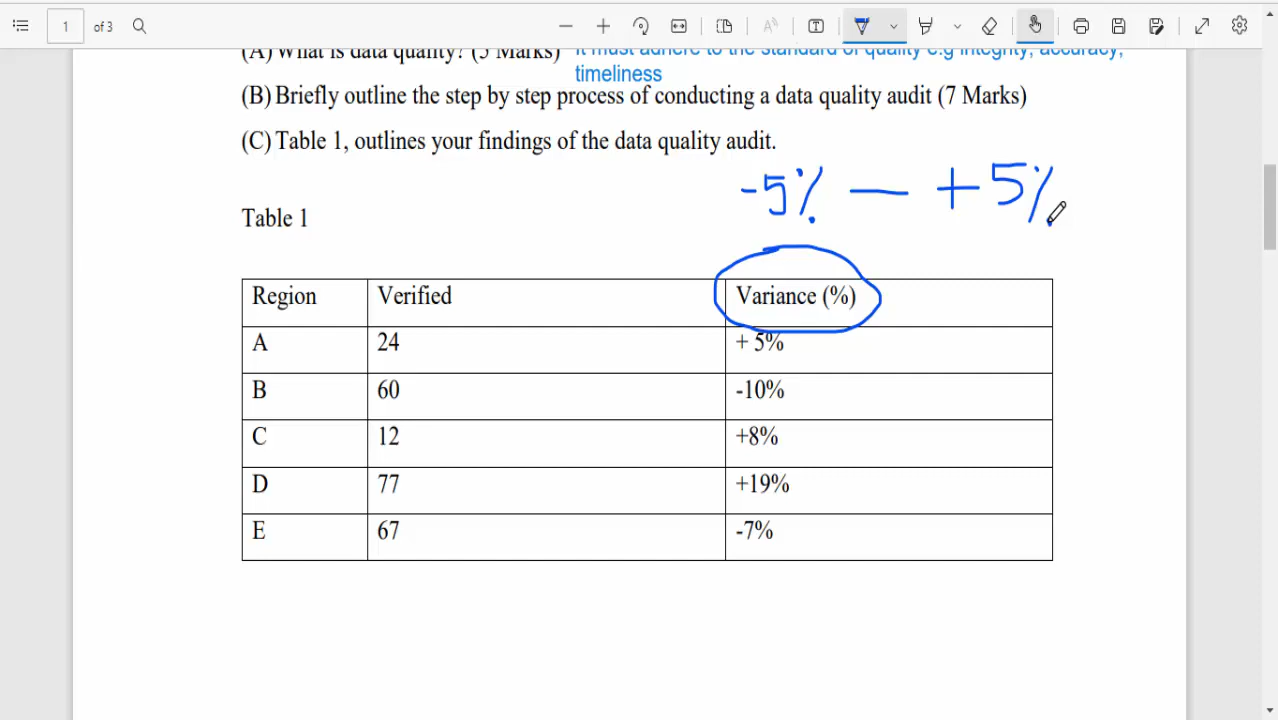 1 of 3
(A) What is data quality? (5 Marks) It must adhere to the standard of quality e.g integrity, accuracy,
timeliness
(B) Briefly outline the step by step process of conducting a data quality audit (7 Marks)
(C) Table 1, outlines your findings of the data quality audit.
-5% — +5%
Table 1
Region Verified Variance (%)
A 24 + 5%
B 60 -10%
C 12 +8%
D 77 +19%
E 67 -7%